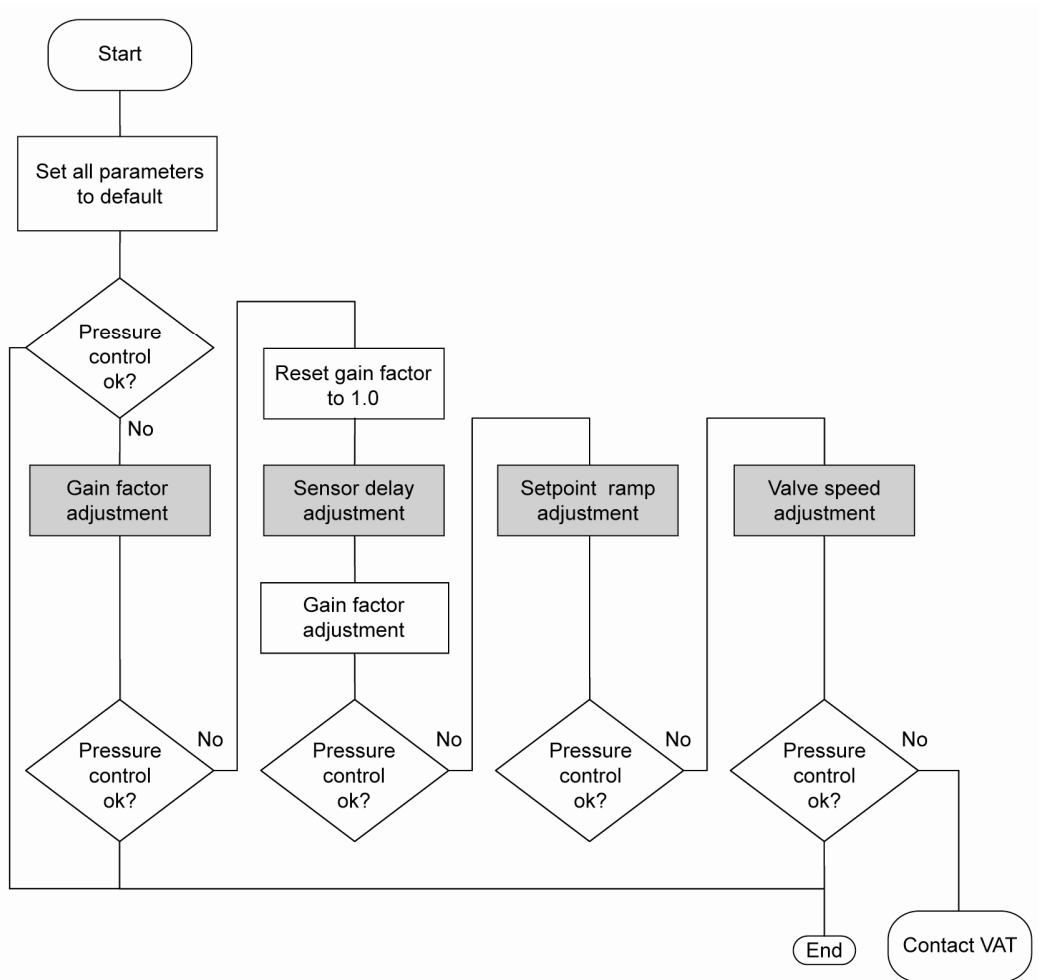 Start
Set all parameters
to default
Pressure
control
ok?
No
Gain factor
adjustment
Pressure
control
ok?
No
Reset gain factor
to 1.0
Sensor delay
adjustment
Gain factor
adjustment
Pressure
control
ok?
No
Setpoint ramp
adjustment
Pressure
control
ok?
No
Valve speed
adjustment
Pressure
control
ok?
No
End
Contact VAT